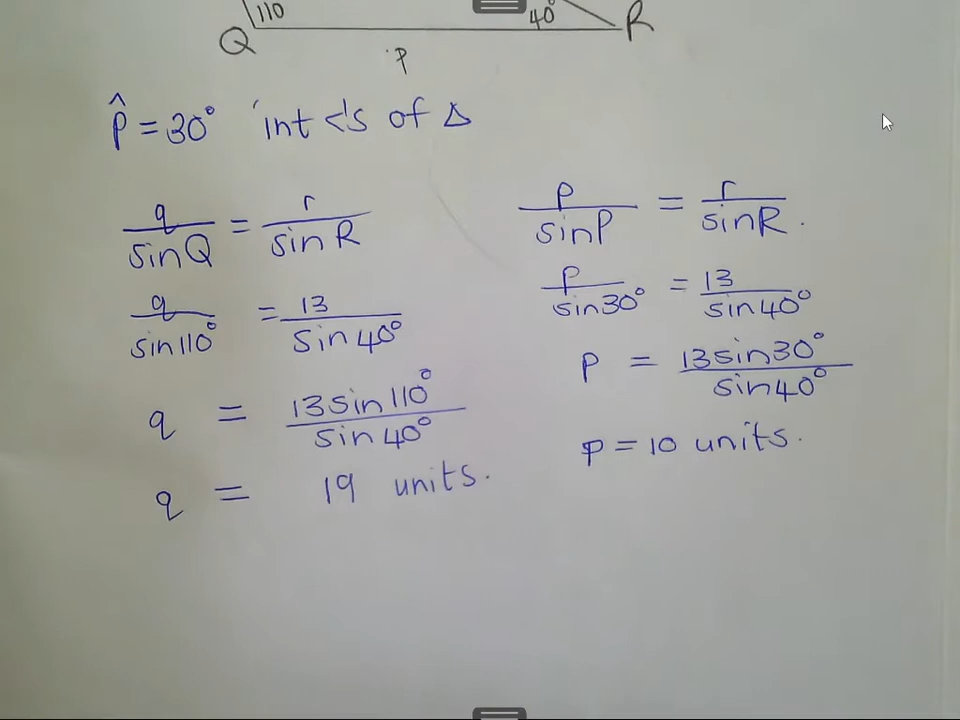 110 40° R
Q
p
P̂ = 30° int <'s of Δ
q/sinQ = r/sinR
q/sin110° = 13/sin40°
q = 13sin110°/sin40°
q = 19 units.
p/sinP = r/sinR.
p/sin30° = 13/sin40°
p = 13sin30°/sin40°
p = 10 units.